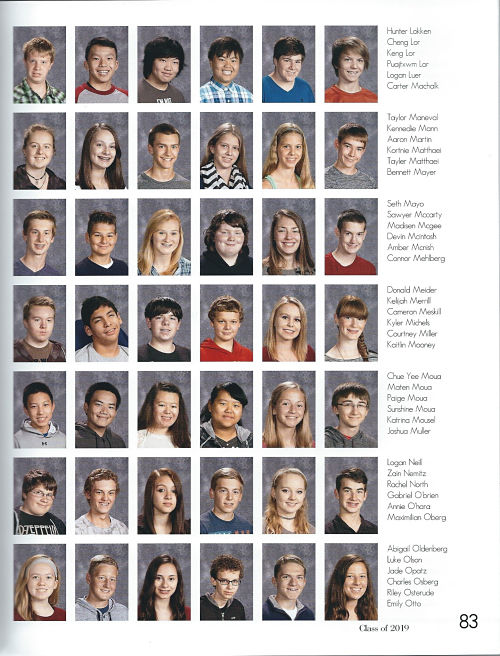 Hunter Lakken
Cheng Lor
Keng Lor
Puajtxwm Lor
Logan Luer
Carter Machalk
Taylor Maneval
Kennedie Mann
Aaron Martin
Kortnie Matthaei
Tayler Matthaei
Bennett Mayer
Seth Mayo
Sawyer Mccarty
Madisen Mcgee
Devin Mcintosh
Amber Mcnish
Connor Mehlberg
Donald Meider
Kelijah Merrill
Cameron Meskill
Kyler Michels
Courtney Miller
Kaitlin Mooney
Chue Yee Moua
Maten Moua
Paige Moua
Sunshine Moua
Katrina Mousel
Joshua Muller
Logan Neill
Zain Nemitz
Rachel North
Gabriel O'brien
Annie O'hara
Maximilian Oberg
Abigail Oldenberg
Luke Olson
Jade Opatz
Charles Osberg
Riley Osterude
Emily Otto
Class of 2019
83